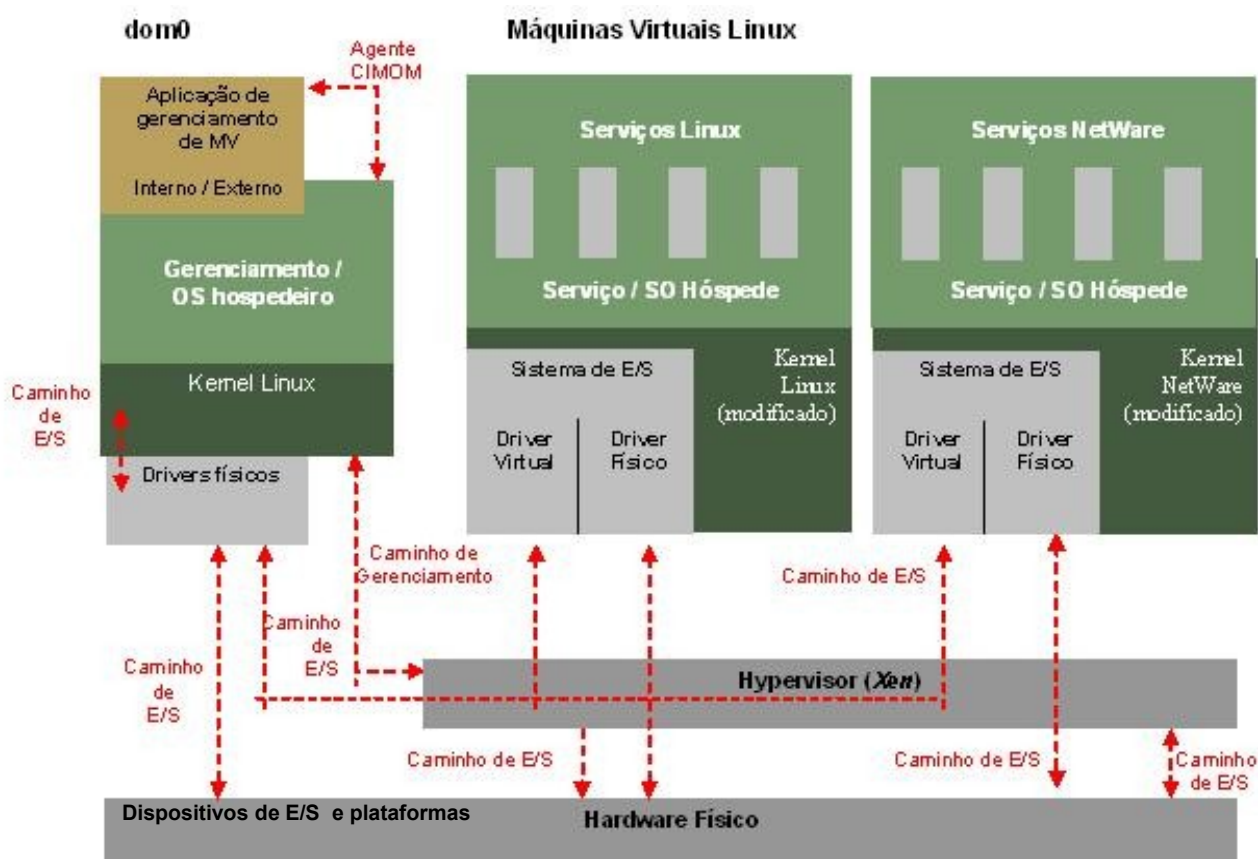 dom0
Máquinas Virtuais Linux
Agente
CIMOM
Aplicação de
gerenciamento
de MV
Interno / Externo
Gerenciamento /
OS hospedeiro
Kernel Linux
Caminho
de
E/S
Drivers físicos
Serviços Linux
Serviço / SO Hóspede
Sistema de E/S
Driver
Virtual
Driver
Físico
Kernel
Linux
(modificado)
Serviços NetWare
Serviço / SO Hóspede
Sistema de E/S
Driver
Virtual
Driver
Físico
Kernel
NetWare
(modificado)
Caminho de
Gerenciamento
Caminho de E/S
Caminho
de
E/S
Caminho
de
E/S
Hypervisor (Xen)
Caminho de E/S
Caminho de E/S
Caminho
de E/S
Dispositivos de E/S e plataformas
Hardware Físico